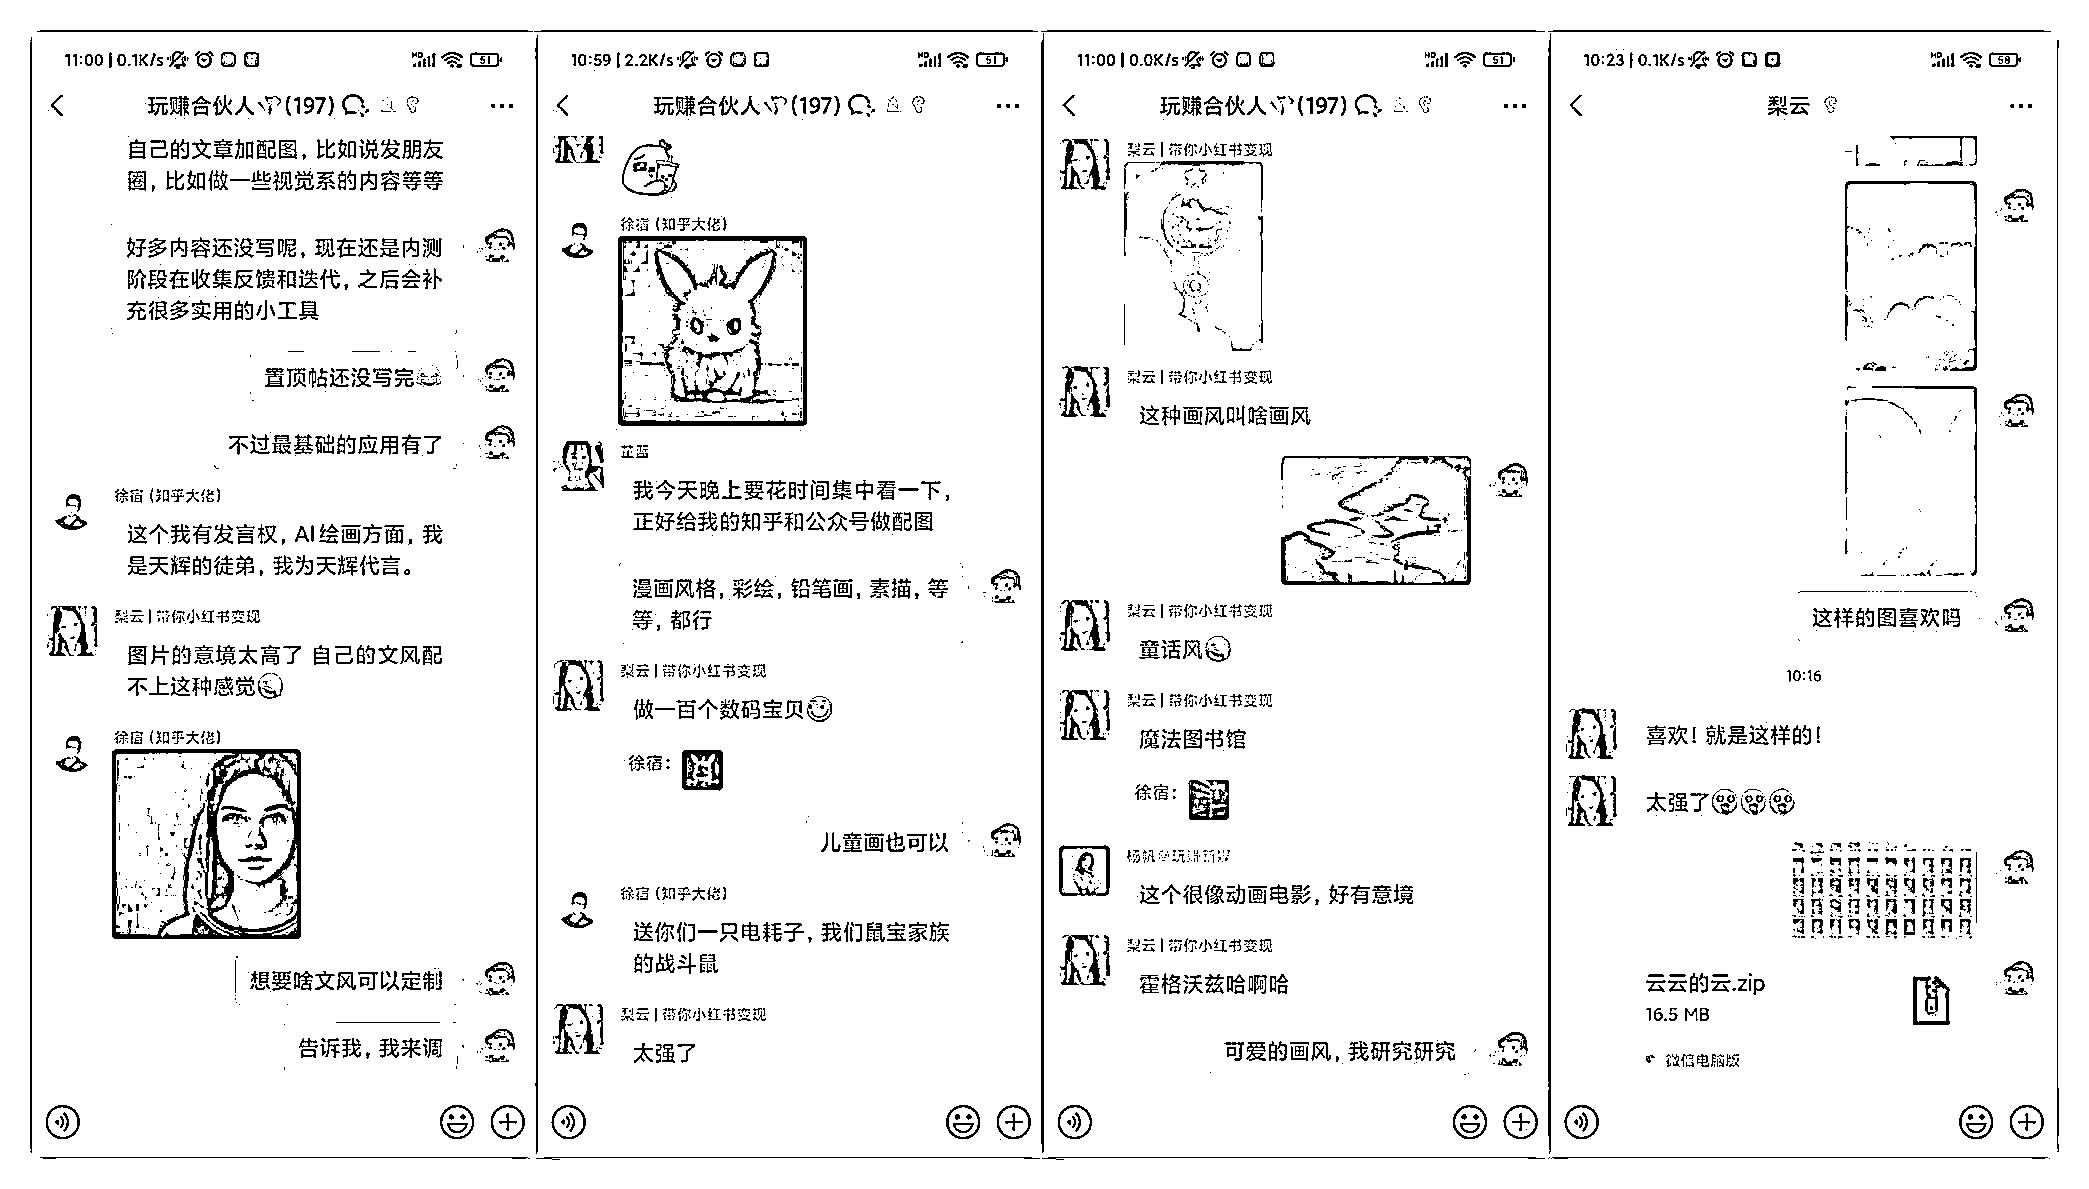 11:00 | 0.1K/s
51
玩赚合伙人(197)
自己的文章加配图，比如说发朋友
圈，比如做一些视觉系的内容等等
好多内容还没写呢，现在还是内测
阶段在收集反馈和迭代，之后会补
充很多实用的小工具
置顶帖还没写完
不过最基础的应用有了
徐宿 (知乎大佬)
这个我有发言权，AI绘画方面，我
是天辉的徒弟，我为天辉代言。
梨云 | 带你小红书变现
图片的意境太高了 自己的文风配
不上这种感觉
徐宿 (知乎大佬)
想要啥文风可以定制
告诉我，我来调
10:59 | 2.2K/s
51
玩赚合伙人(197)
徐宿 (知乎大佬)
芷蓝
我今天晚上要花时间集中看一下，
正好给我的知乎和公众号做配图
漫画风格，彩绘，铅笔画，素描，等
等，都行
梨云 | 带你小红书变现
做一百个数码宝贝
徐宿：
儿童画也可以
徐宿 (知乎大佬)
送你们一只电耗子，我们鼠宝家族
的战斗鼠
梨云 | 带你小红书变现
太强了
11:00 | 0.0K/s
51
玩赚合伙人(197)
梨云 | 带你小红书变现
梨云 | 带你小红书变现
这种画风叫啥画风
梨云 | 带你小红书变现
童话风
梨云 | 带你小红书变现
魔法图书馆
徐宿：
这个很像动画电影，好有意境
梨云 | 带你小红书变现
霍格沃兹哈啊哈
可爱的画风，我研究研究
10:23 | 0.1K/s
58
梨云
这样的图喜欢吗
10:16
喜欢！就是这样的！
太强了
云云的云.zip
16.5 MB
微信电脑版